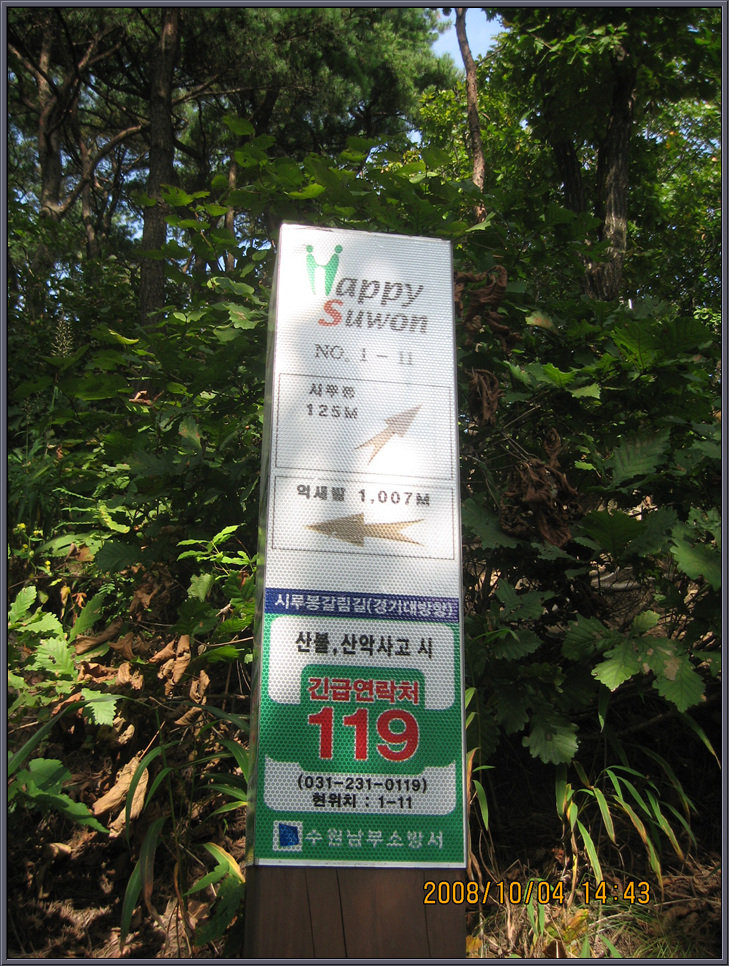 Happy
Suwon
NO. 1 - 11
시루봉
125M
억새밭 1,007M
시루봉갈림길(경기대방향)
산불,산악사고 시
긴급연락처
119
(031-231-0119)
현위치 : 1-11
수원남부소방서
2008/10/04 14:43